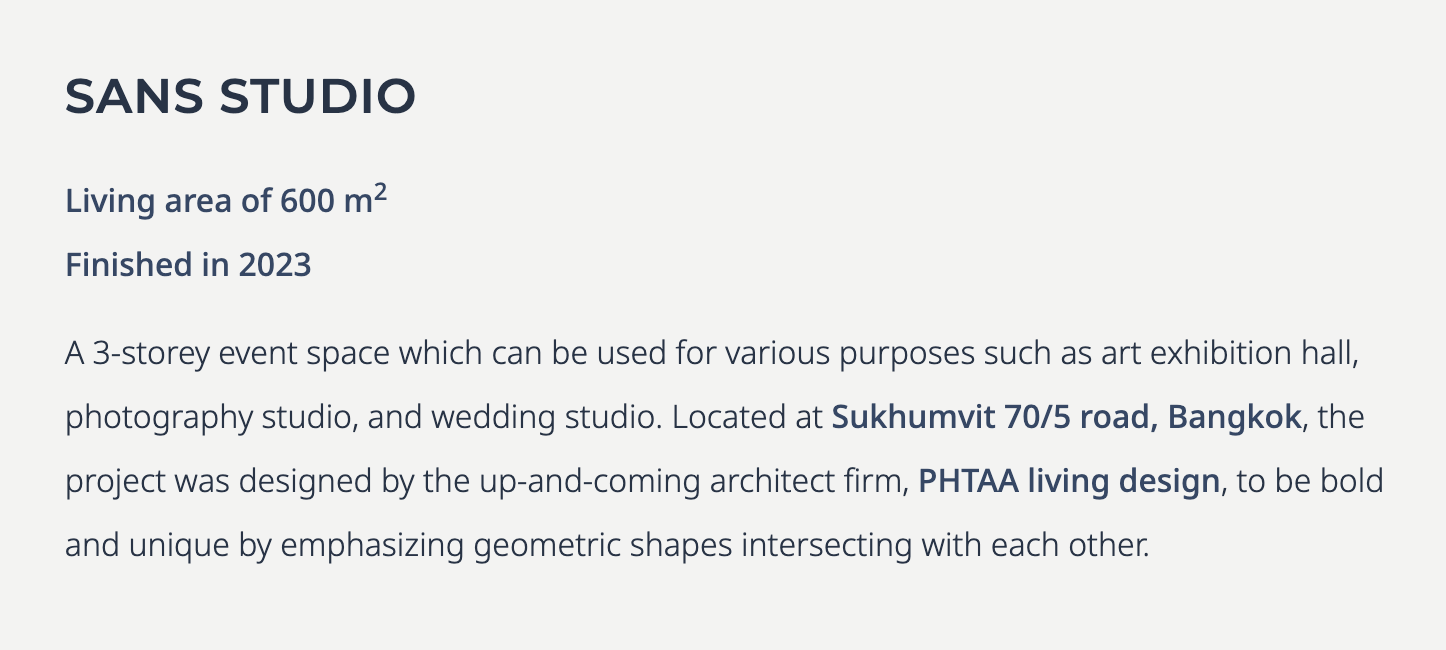 SANS STUDIO
Living area of 600 m²
Finished in 2023
A 3-storey event space which can be used for various purposes such as art exhibition hall,
photography studio, and wedding studio. Located at Sukhumvit 70/5 road, Bangkok, the
project was designed by the up-and-coming architect firm, PHTAA living design, to be bold
and unique by emphasizing geometric shapes intersecting with each other.